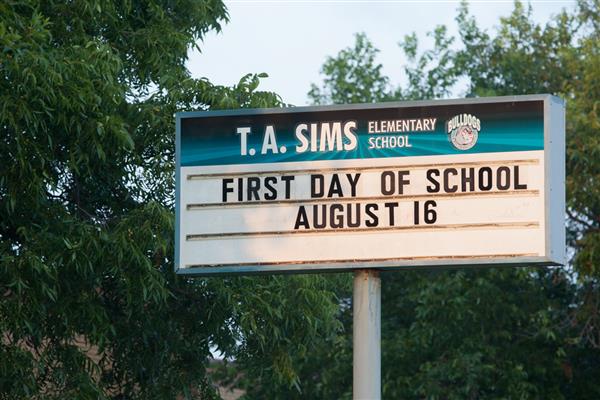 T.A. SIMS ELEMENTARY SCHOOL
BULLDOGS
FIRST DAY OF SCHOOL
AUGUST 16